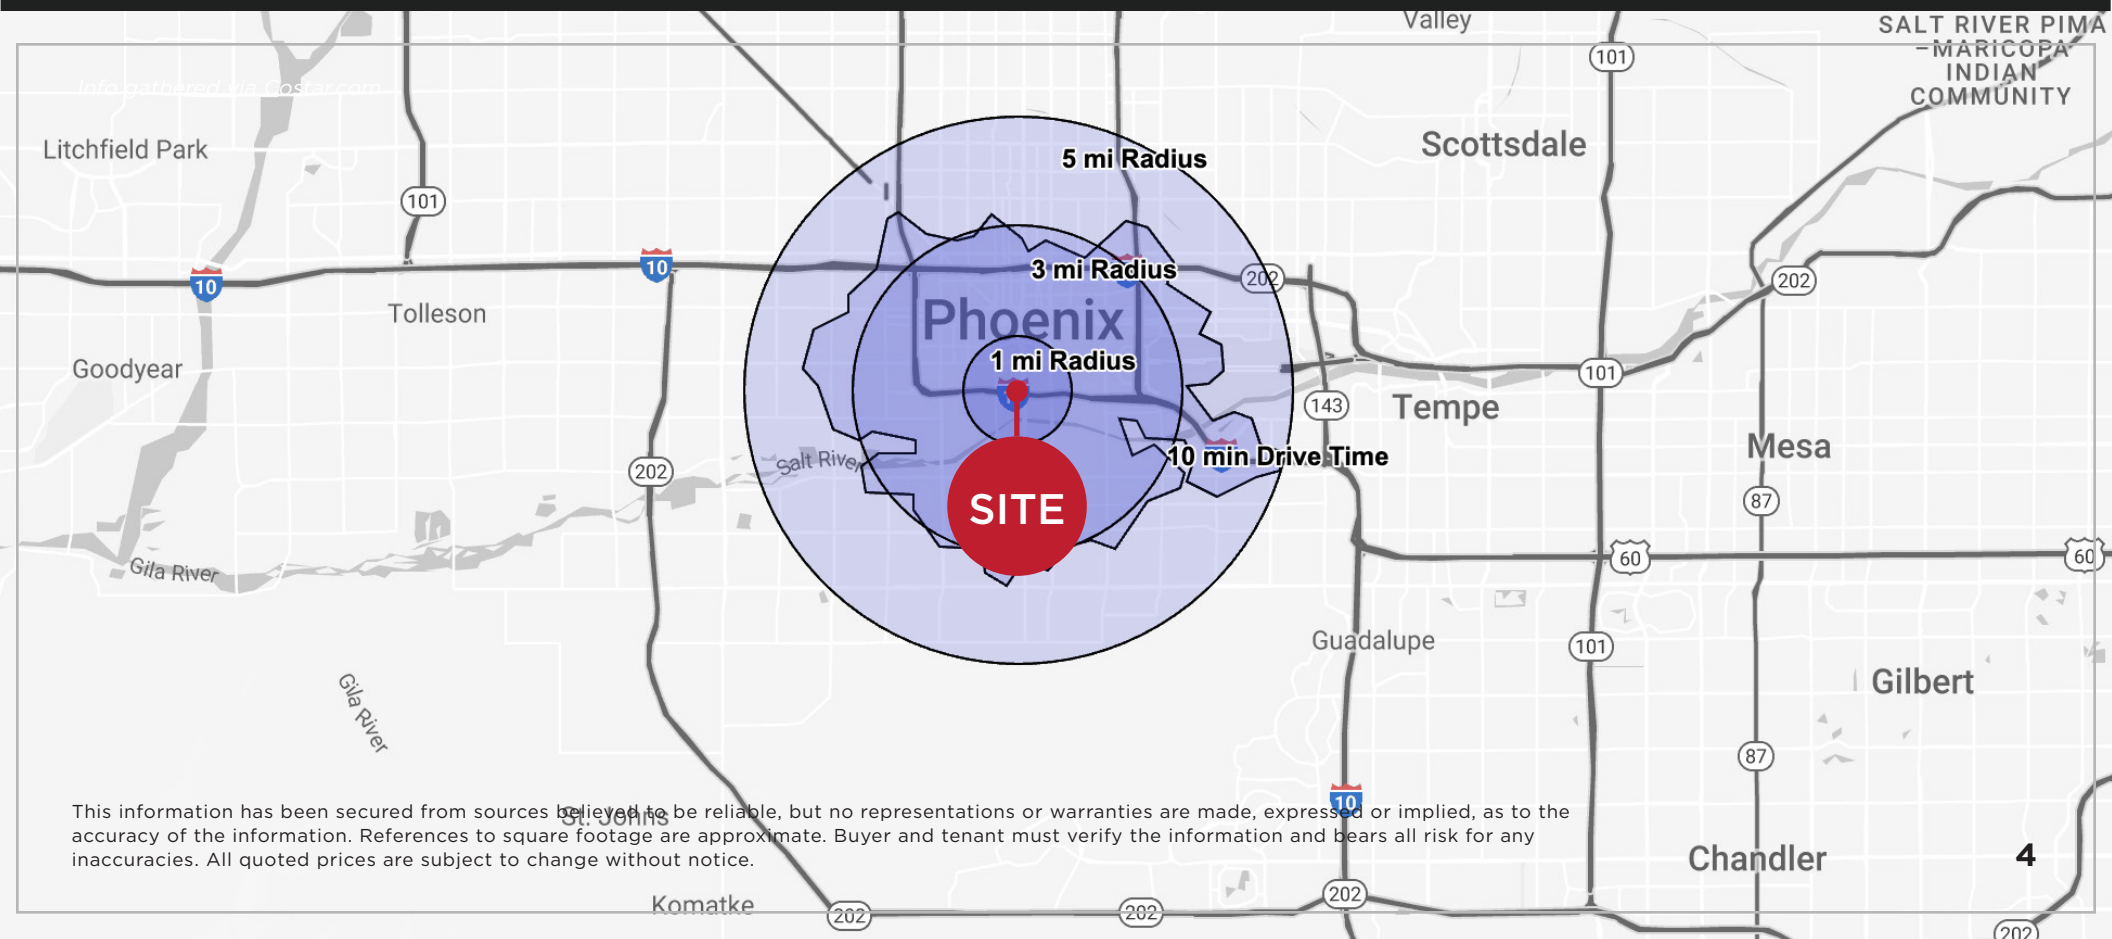 Valley
SALT RIVER PIMA
–MARICOPA
INDIAN
COMMUNITY
101
Info gathered via Costar.com
5 mi Radius
Scottsdale
Litchfield Park
101
10
10
3 mi Radius
202
202
Tolleson
Phoenix
1 mi Radius
Goodyear
101
143
Tempe
Mesa
10 min Drive Time
Salt River
202
87
SITE
60
60
Gila River
Guadalupe
101
Gilbert
Gila River
87
10
This information has been secured from sources believed to be reliable, but no representations or warranties are made, expressed or implied, as to the
St. Johns
accuracy of the information. References to square footage are approximate. Buyer and tenant must verify the information and bears all risk for any
inaccuracies. All quoted prices are subject to change without notice.
Chandler
4
202
Komatke
202
202
202